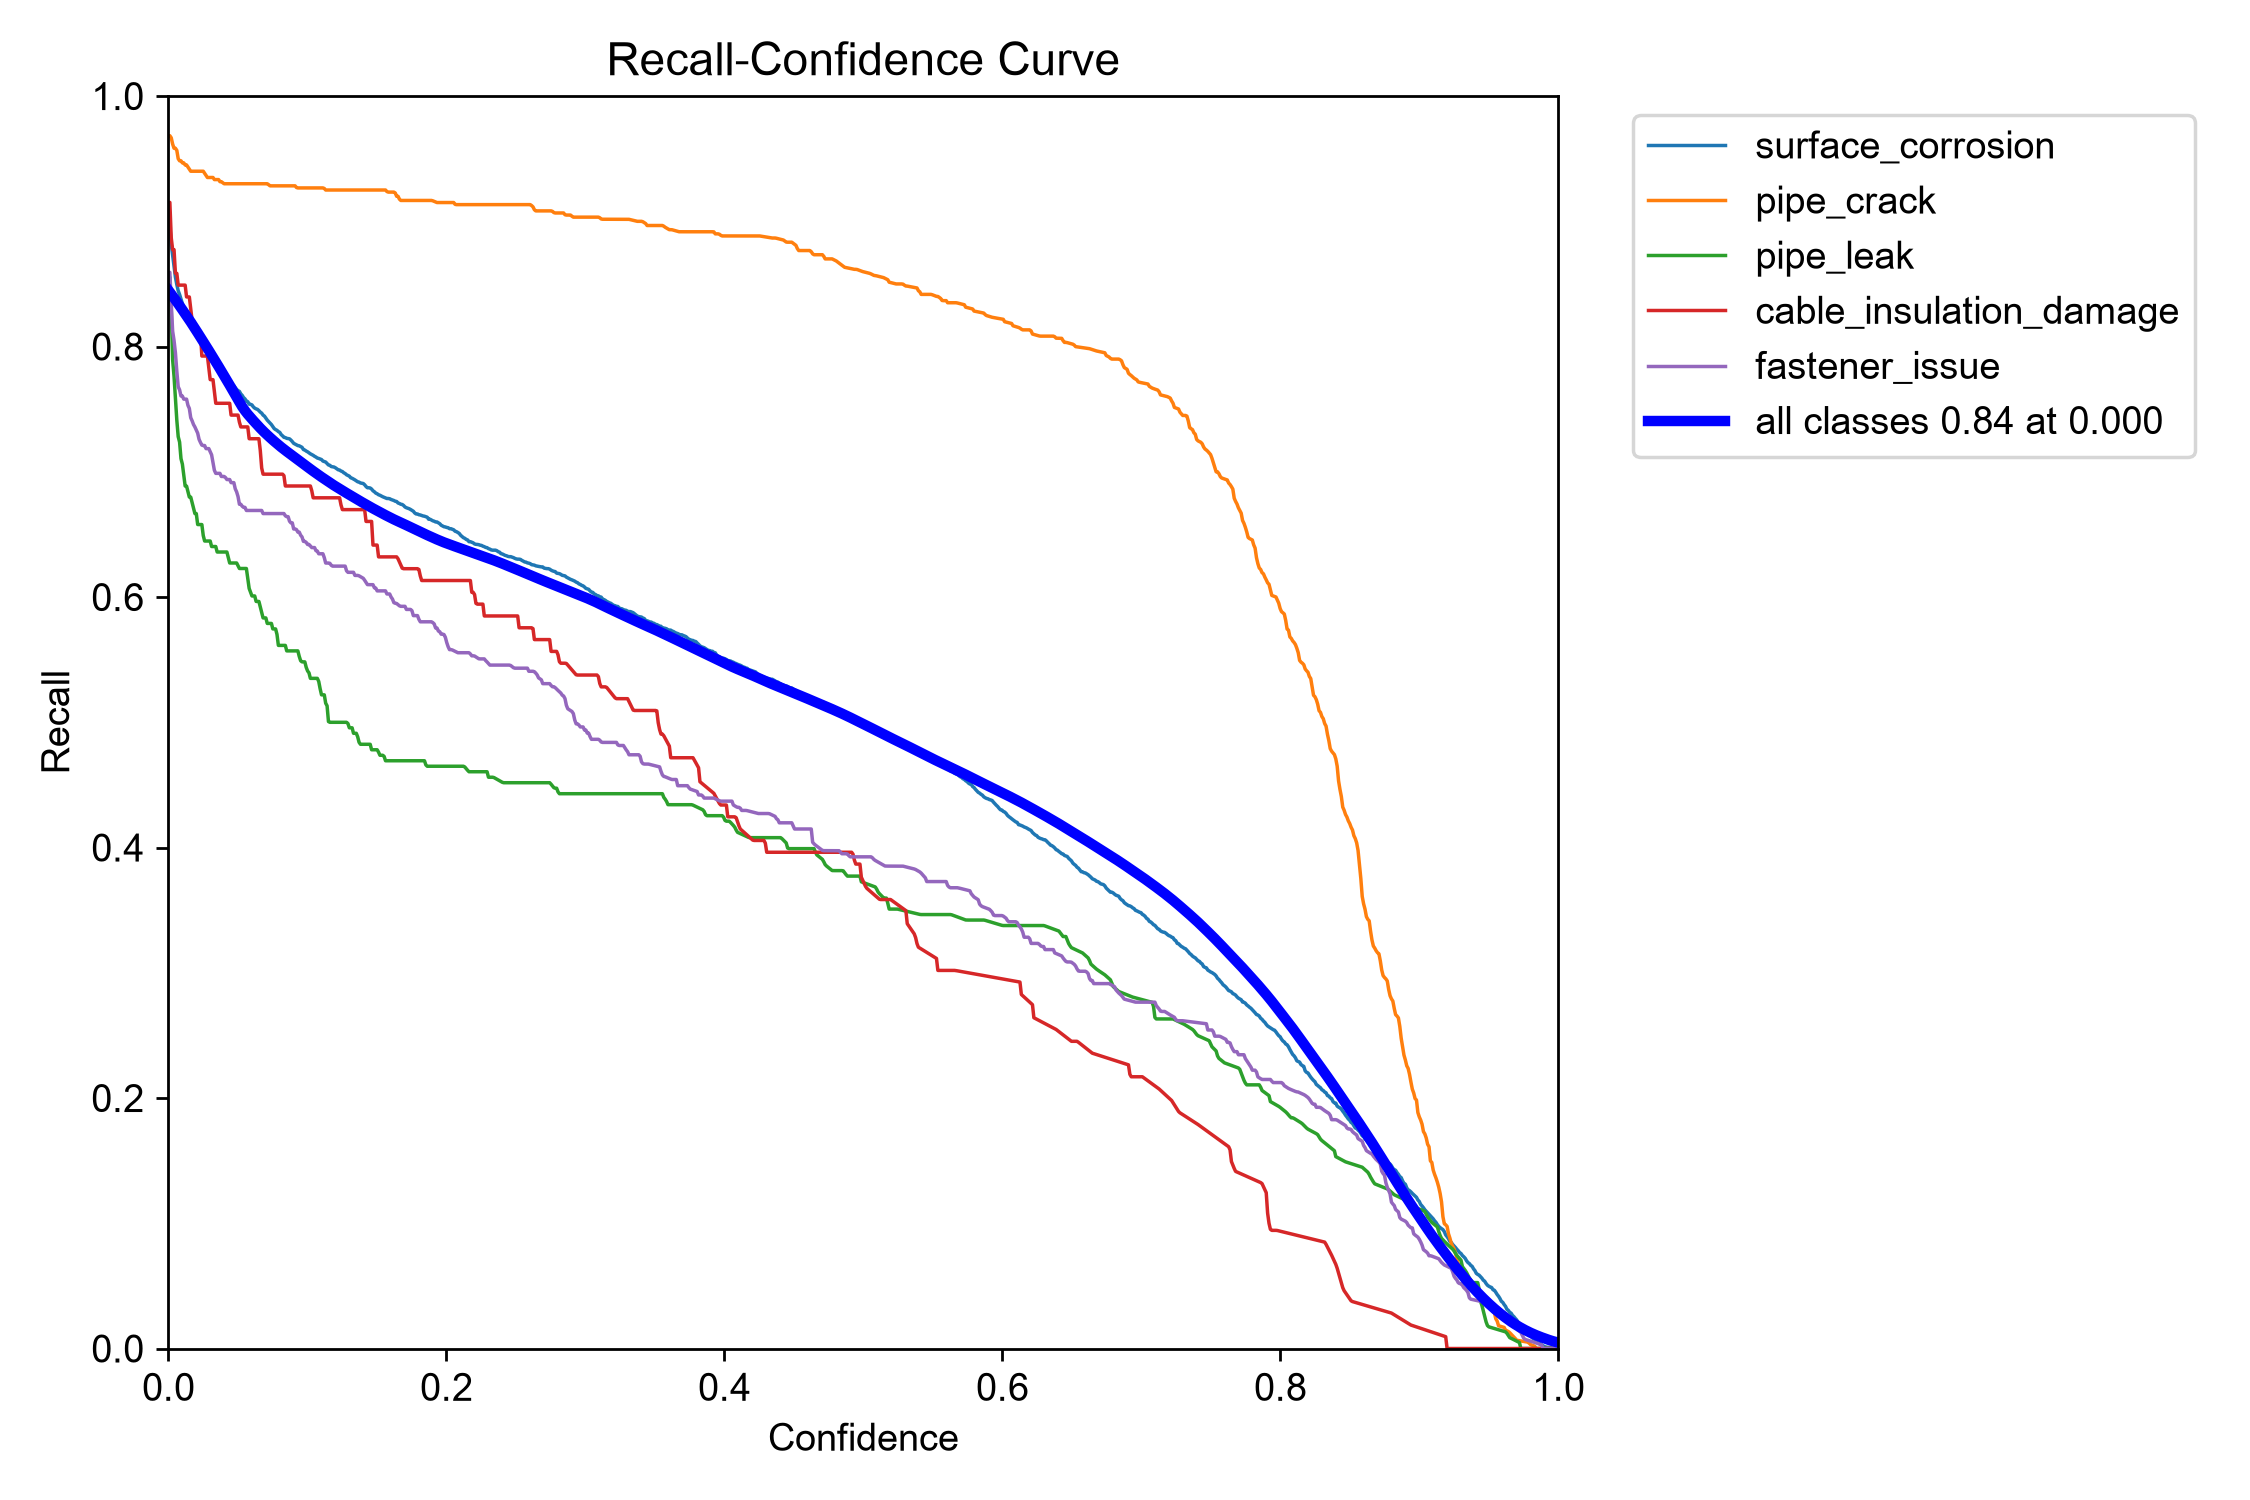 Recall-Confidence Curve
1.0
0.8
0.6
0.4
0.2
0.0
Recall
0.0 0.2 0.4 0.6 0.8 1.0
Confidence
surface_corrosion
pipe_crack
pipe_leak
cable_insulation_damage
fastener_issue
all classes 0.84 at 0.000